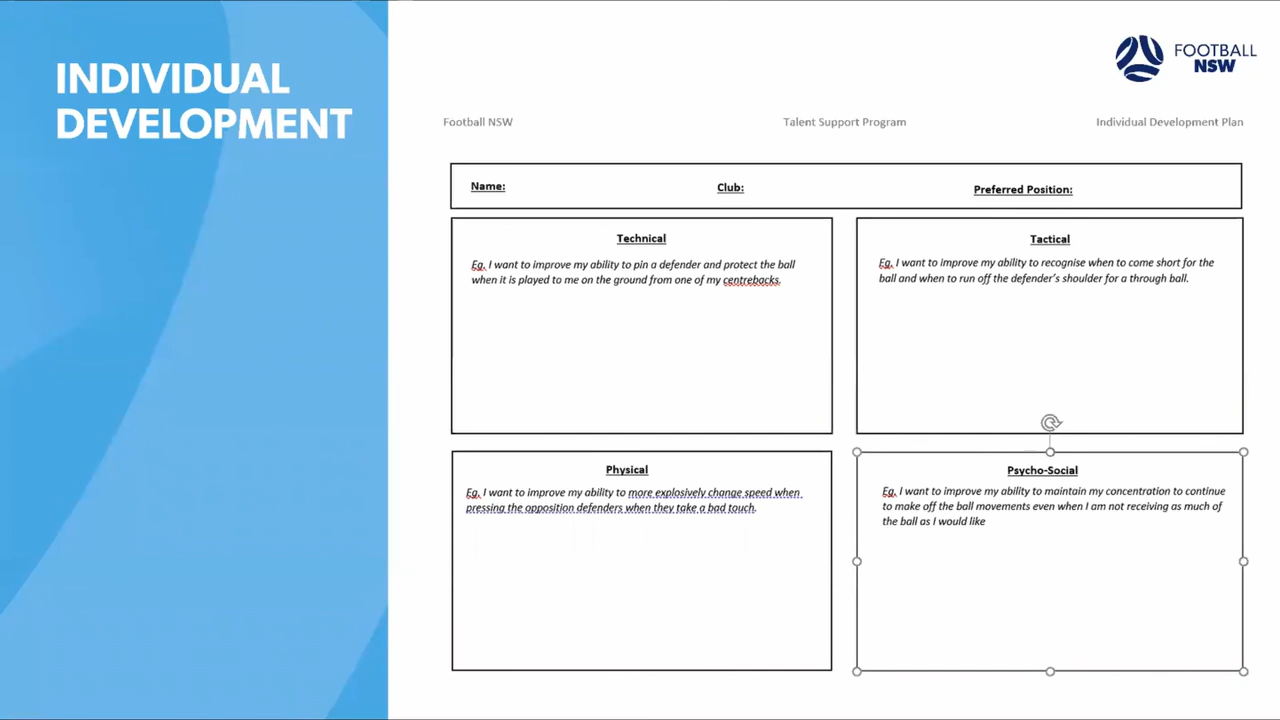 INDIVIDUAL
DEVELOPMENT
FOOTBALL
NSW
Football NSW
Talent Support Program
Individual Development Plan
Name:
Club:
Preferred Position:
Technical
Eg. I want to improve my ability to pin a defender and protect the ball
when it is played to me on the ground from one of my centrebacks.
Tactical
Eg. I want to improve my ability to recognise when to come short for the
ball and when to run off the defender's shoulder for a through ball.
Physical
Eg. I want to improve my ability to more explosively change speed when
pressing the opposition defenders when they take a bad touch.
Psycho-Social
Eg. I want to improve my ability to maintain my concentration to continue
to make off the ball movements even when I am not receiving as much of
the ball as I would like